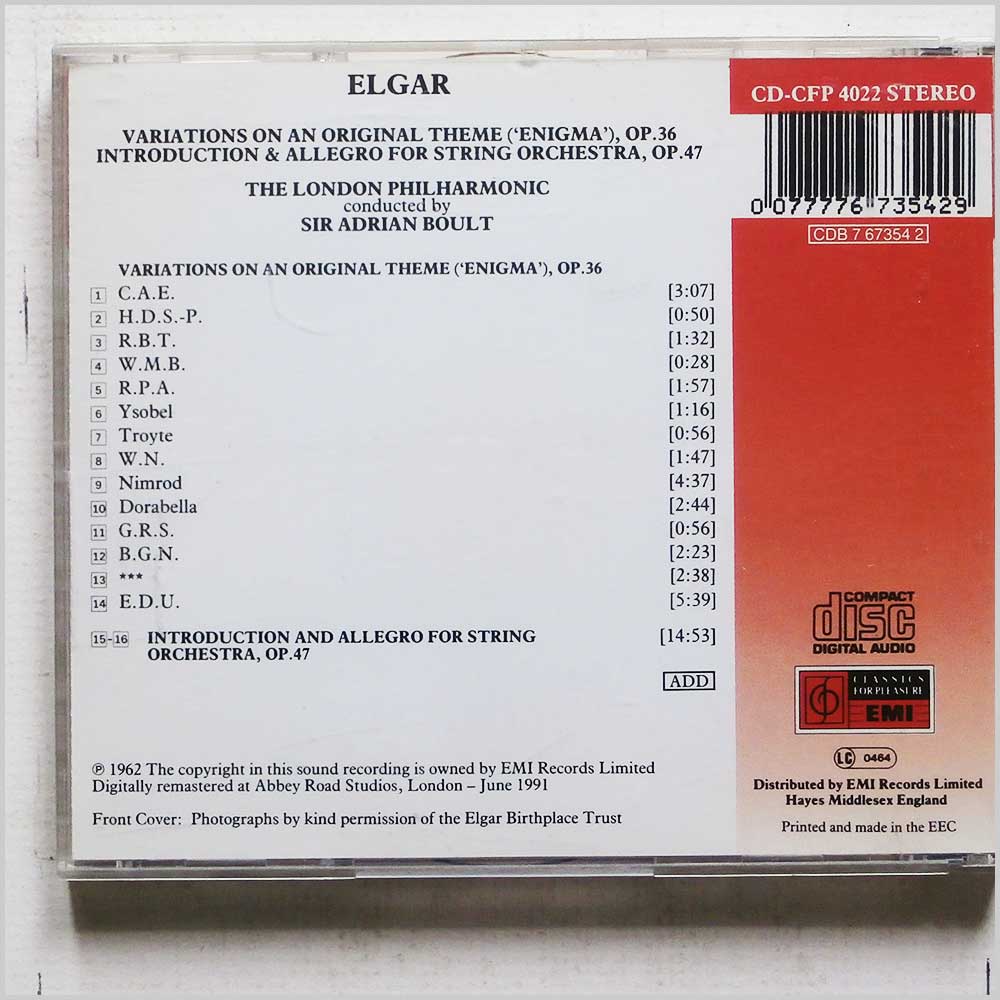 ELGAR
VARIATIONS ON AN ORIGINAL THEME (‘ENIGMA’), OP.36
INTRODUCTION & ALLEGRO FOR STRING ORCHESTRA, OP.47
THE LONDON PHILHARMONIC
conducted by
SIR ADRIAN BOULT
VARIATIONS ON AN ORIGINAL THEME (‘ENIGMA’), OP.36
1 C.A.E. [3:07]
2 H.D.S.-P. [0:50]
3 R.B.T. [1:32]
4 W.M.B. [0:28]
5 R.P.A. [1:57]
6 Ysobel [1:16]
7 Troyte [0:56]
8 W.N. [1:47]
9 Nimrod [4:37]
10 Dorabella [2:44]
11 G.R.S. [0:56]
12 B.G.N. [2:23]
13 *** [2:38]
14 E.D.U. [5:39]
15-16 INTRODUCTION AND ALLEGRO FOR STRING [14:53]
ORCHESTRA, OP.47
ADD
℗ 1962 The copyright in this sound recording is owned by EMI Records Limited
Digitally remastered at Abbey Road Studios, London – June 1991
Front Cover: Photographs by kind permission of the Elgar Birthplace Trust
CD-CFP 4022 STEREO
0 077776 735429
CDB 7 67354 2
COMPACT
disc
DIGITAL AUDIO
CLASSICS
FOR PLEASURE
EMI
LC 0464
Distributed by EMI Records Limited
Hayes Middlesex England
Printed and made in the EEC